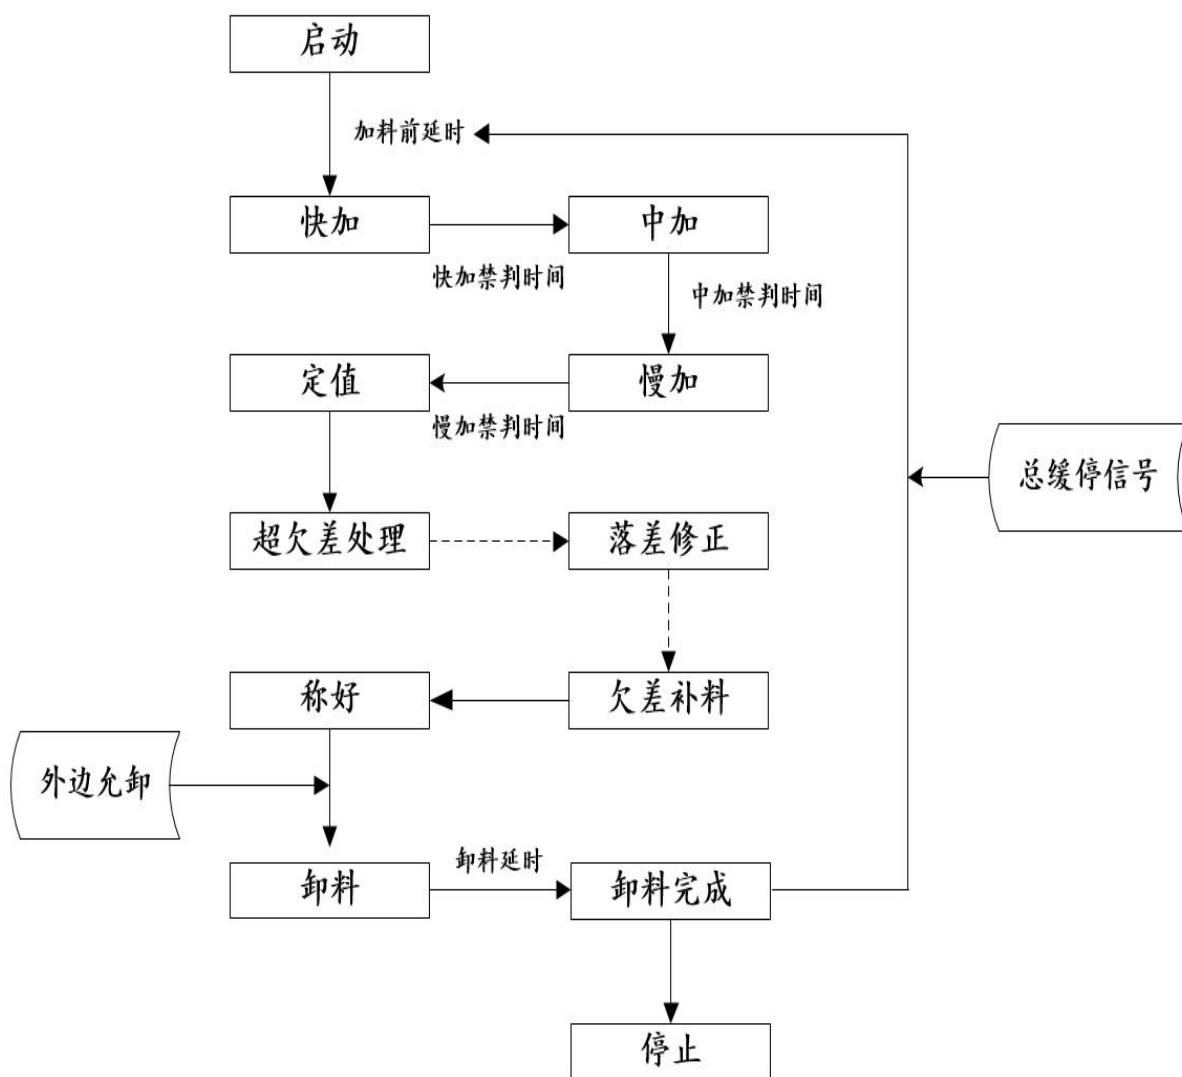 启动
加料前延时
快加
中加
快加禁判时间
中加禁判时间
定值
慢加
慢加禁判时间
总缓停信号
超欠差处理
落差修正
称好
欠差补料
外边允卸
卸料延时
卸料
卸料完成
停止